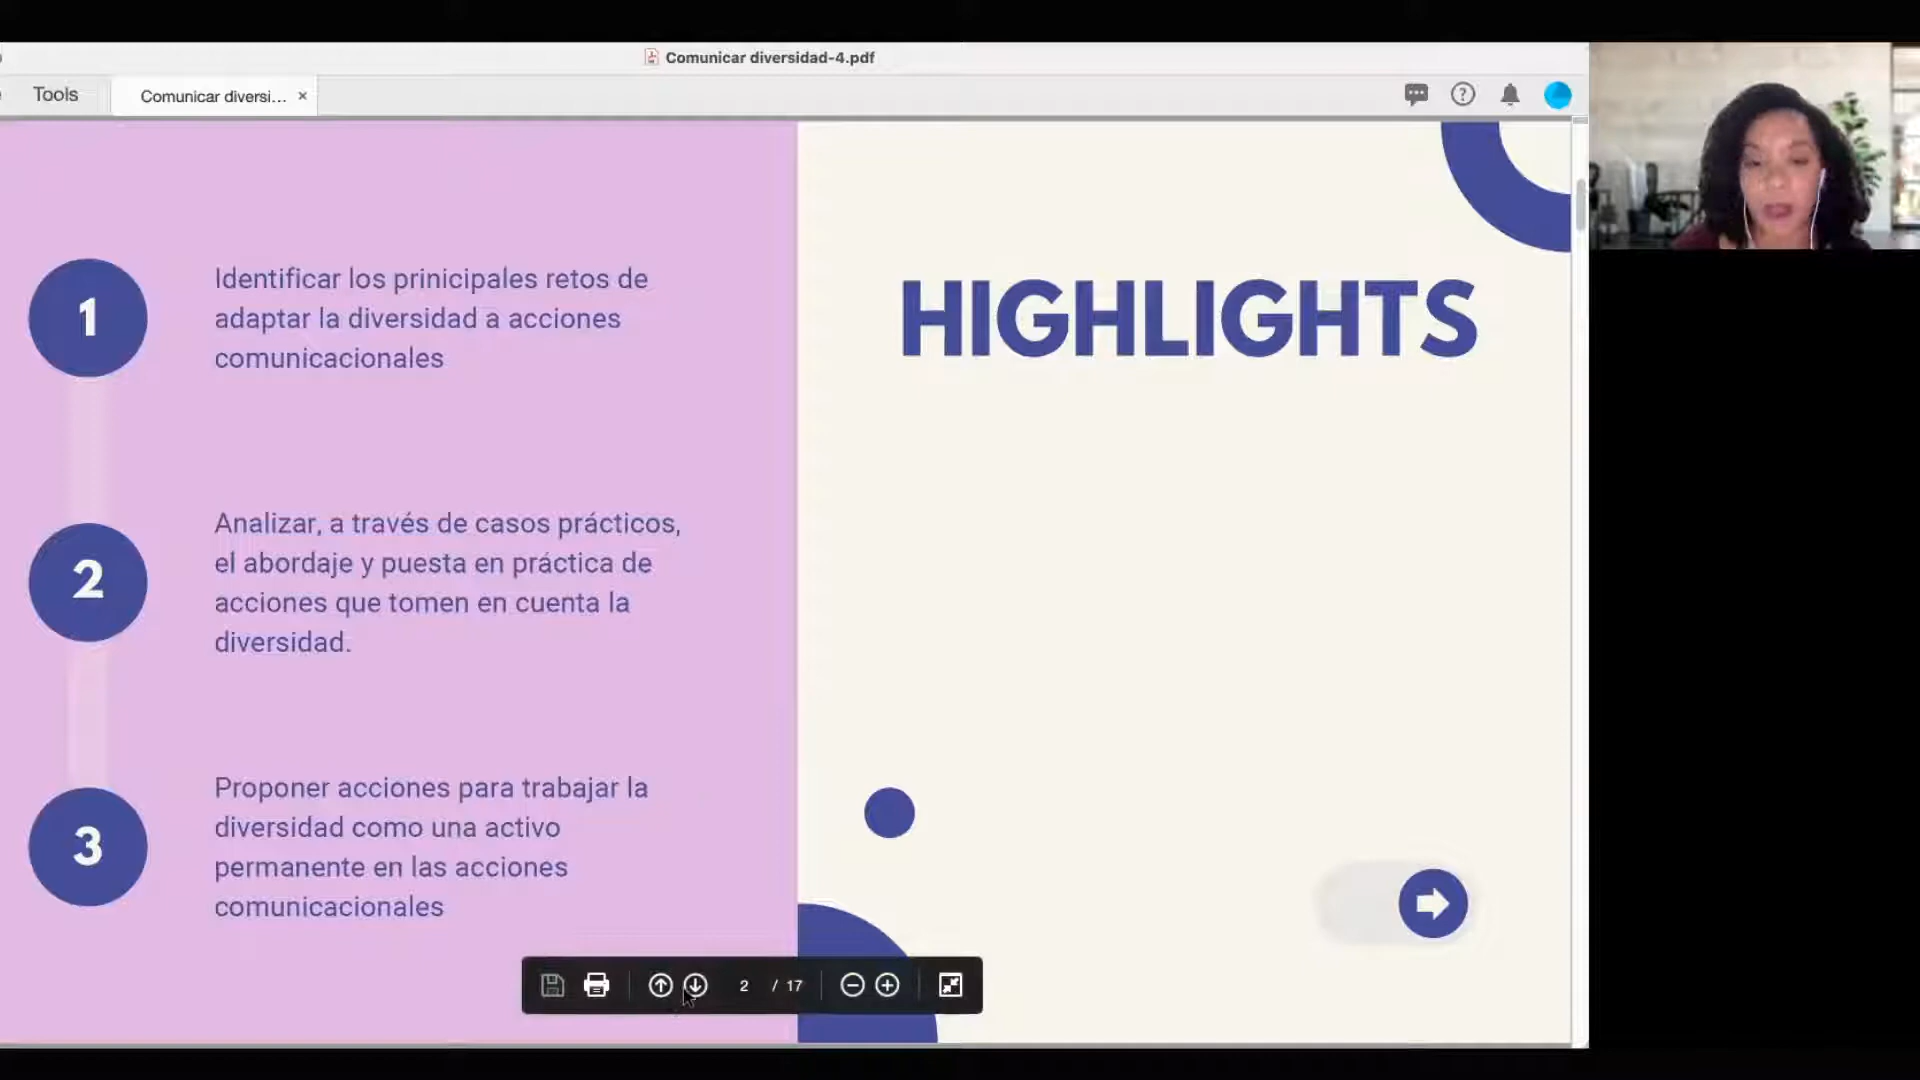 Comunicar diversidad-4.pdf
Tools
Comunicar diversi... ×
1
Identificar los prinicipales retos de
adaptar la diversidad a acciones
comunicacionales
2
Analizar, a través de casos prácticos,
el abordaje y puesta en práctica de
acciones que tomen en cuenta la
diversidad.
3
Proponer acciones para trabajar la
diversidad como una activo
permanente en las acciones
comunicacionales
HIGHLIGHTS
2 / 17